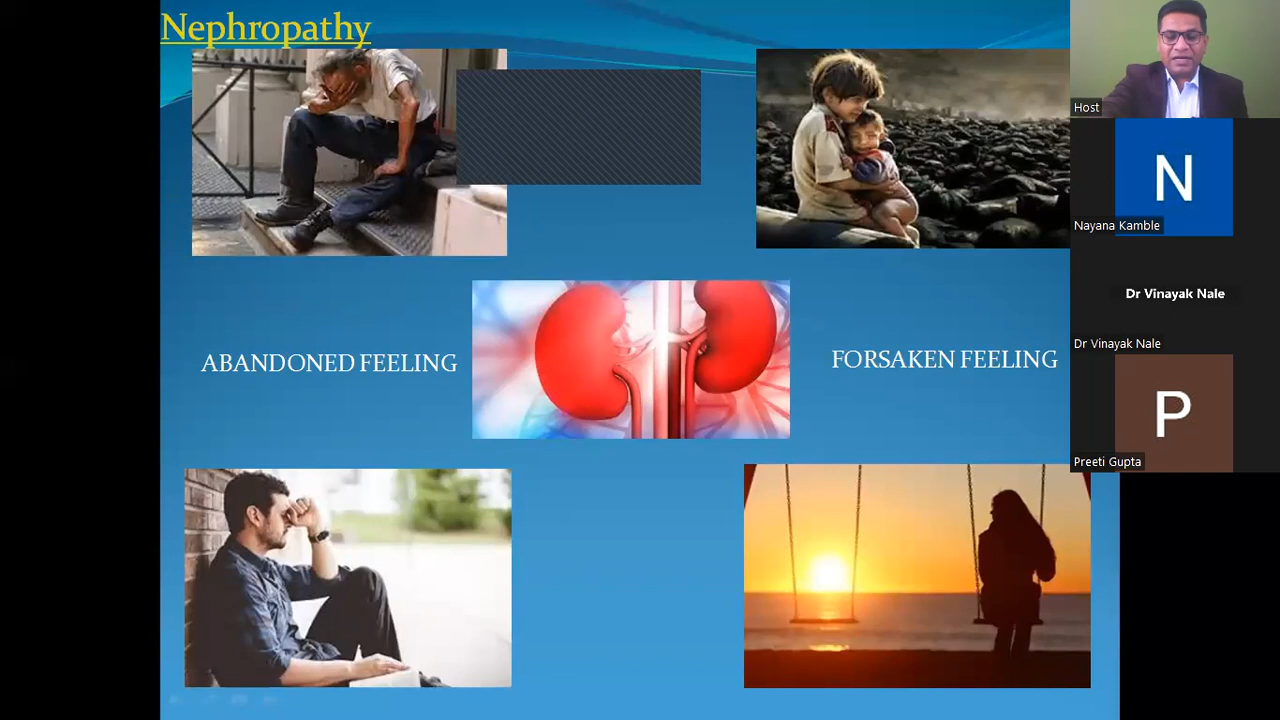 Nephropathy
ABANDONED FEELING
FORSAKEN FEELING
Host
N
Nayana Kamble
Dr Vinayak Nale
Dr Vinayak Nale
P
Preeti Gupta